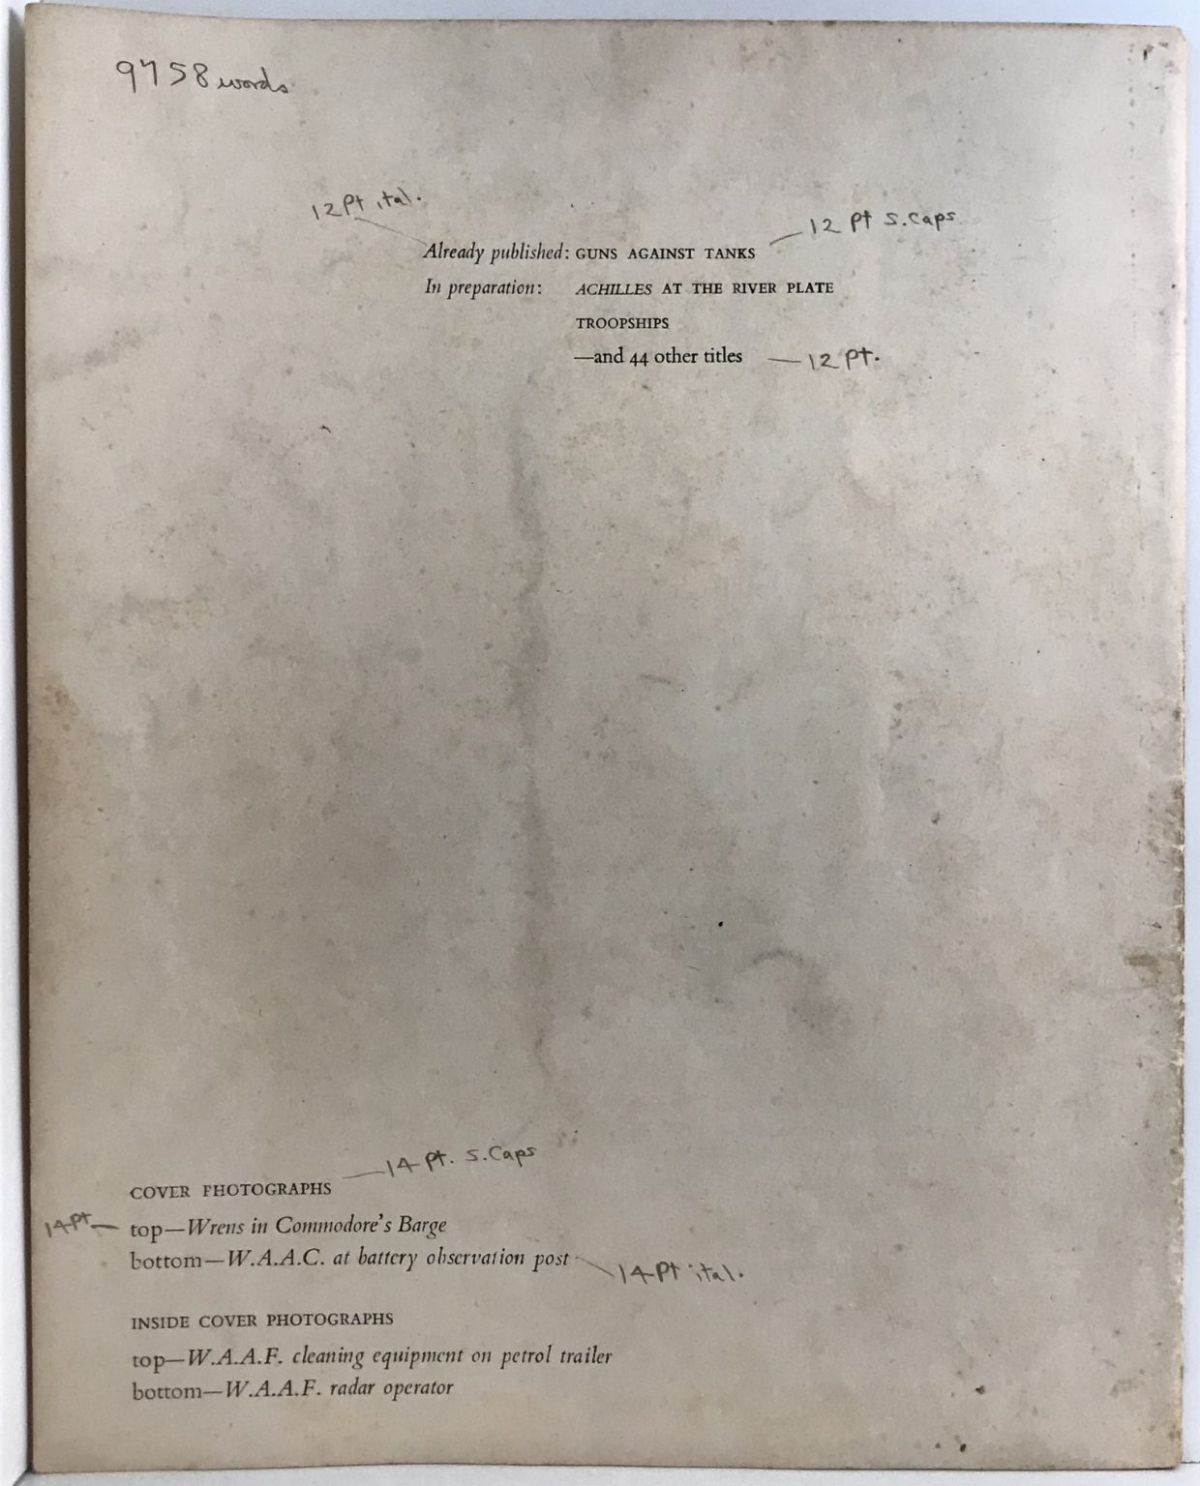 9758 words
12 Pt ital.
12 Pt s.caps
Already published: GUNS AGAINST TANKS
In preparation: ACHILLES AT THE RIVER PLATE
TROOPSHIPS
—and 44 other titles
12 Pt.
14 Pt. s.Caps
COVER PHOTOGRAPHS
14 Pt
top—Wrens in Commodore's Barge
bottom—W.A.A.C. at battery observation post
14 Pt ital.
INSIDE COVER PHOTOGRAPHS
top—W.A.A.F. cleaning equipment on petrol trailer
bottom—W.A.A.F. radar operator